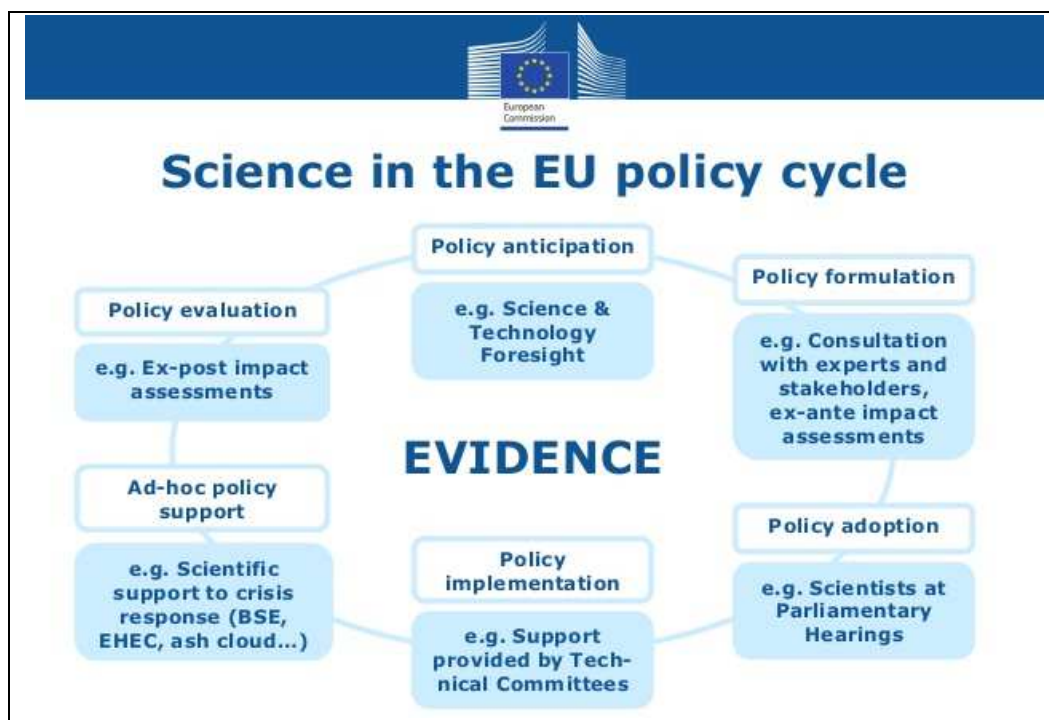 European
Commission
Science in the EU policy cycle
Policy anticipation
e.g. Science &
Technology
Foresight
Policy formulation
e.g. Consultation
with experts and
stakeholders,
ex-ante impact
assessments
Policy adoption
e.g. Scientists at
Parliamentary
Hearings
Policy
implementation
e.g. Support
provided by Tech-
nical Committees
Ad-hoc policy
support
e.g. Scientific
support to crisis
response (BSE,
EHEC, ash cloud...)
Policy evaluation
e.g. Ex-post impact
assessments
EVIDENCE